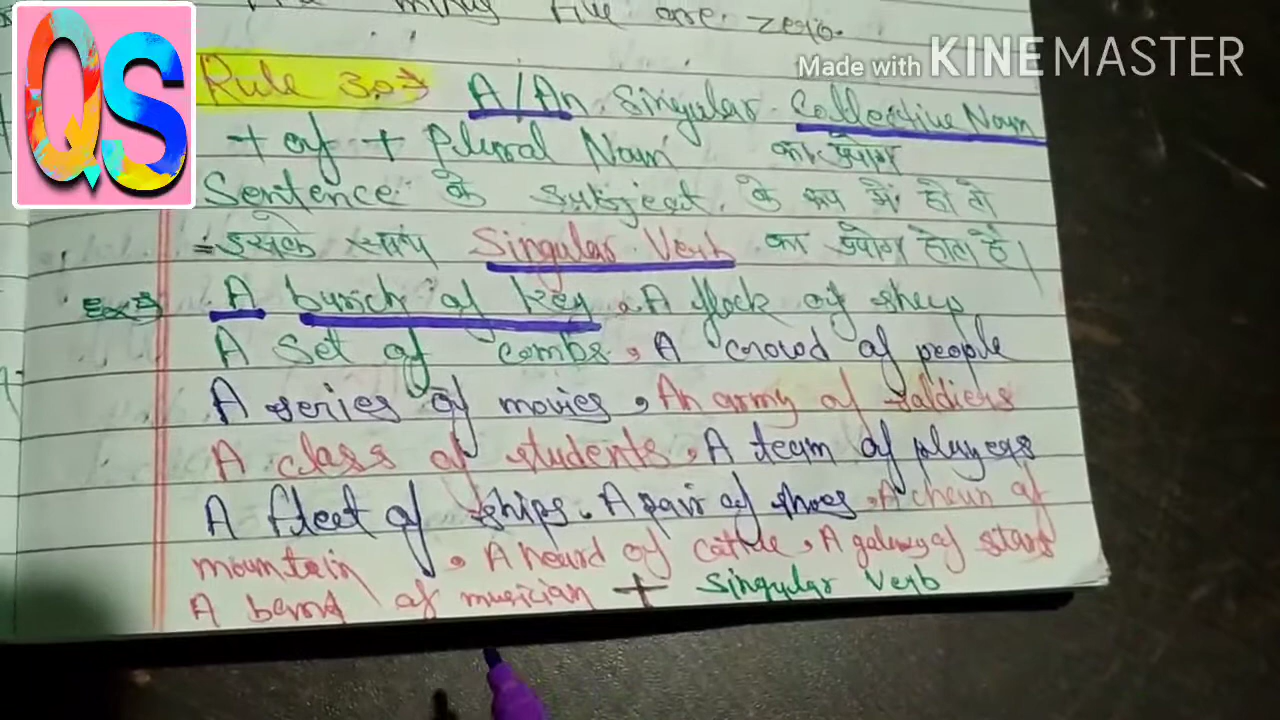 are zero.
QS
Made with KINEMASTER
Rule 30→ A/An Singular Collective Noun
+ of + Plural Noun का प्रयोग
Sentence के subject के रूप में हो तो
इसके साथ Singular Verb का प्रयोग होता है।
Ex→ A bunch of key, A flock of sheep
A set of combs, A crowd of people
A series of movies, An army of soldiers
A class of students, A team of players
A fleet of ships. A pair of shoes, A chain of
mountain, A heard of cattle, A galaxy of stars
A band of musician + Singular Verb